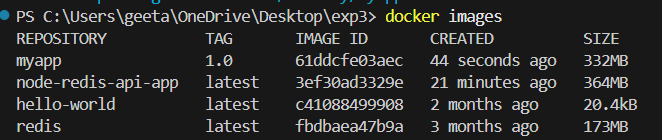 PS C:\Users\geeta\OneDrive\Desktop\exp3> docker images
REPOSITORY TAG IMAGE ID CREATED SIZE
myapp 1.0 61ddcfe03aec 44 seconds ago 332MB
node-redis-api-app latest 3ef30ad3329e 21 minutes ago 364MB
hello-world latest c41088499908 2 months ago 20.4kB
redis latest fbdbaea47b9a 3 months ago 173MB